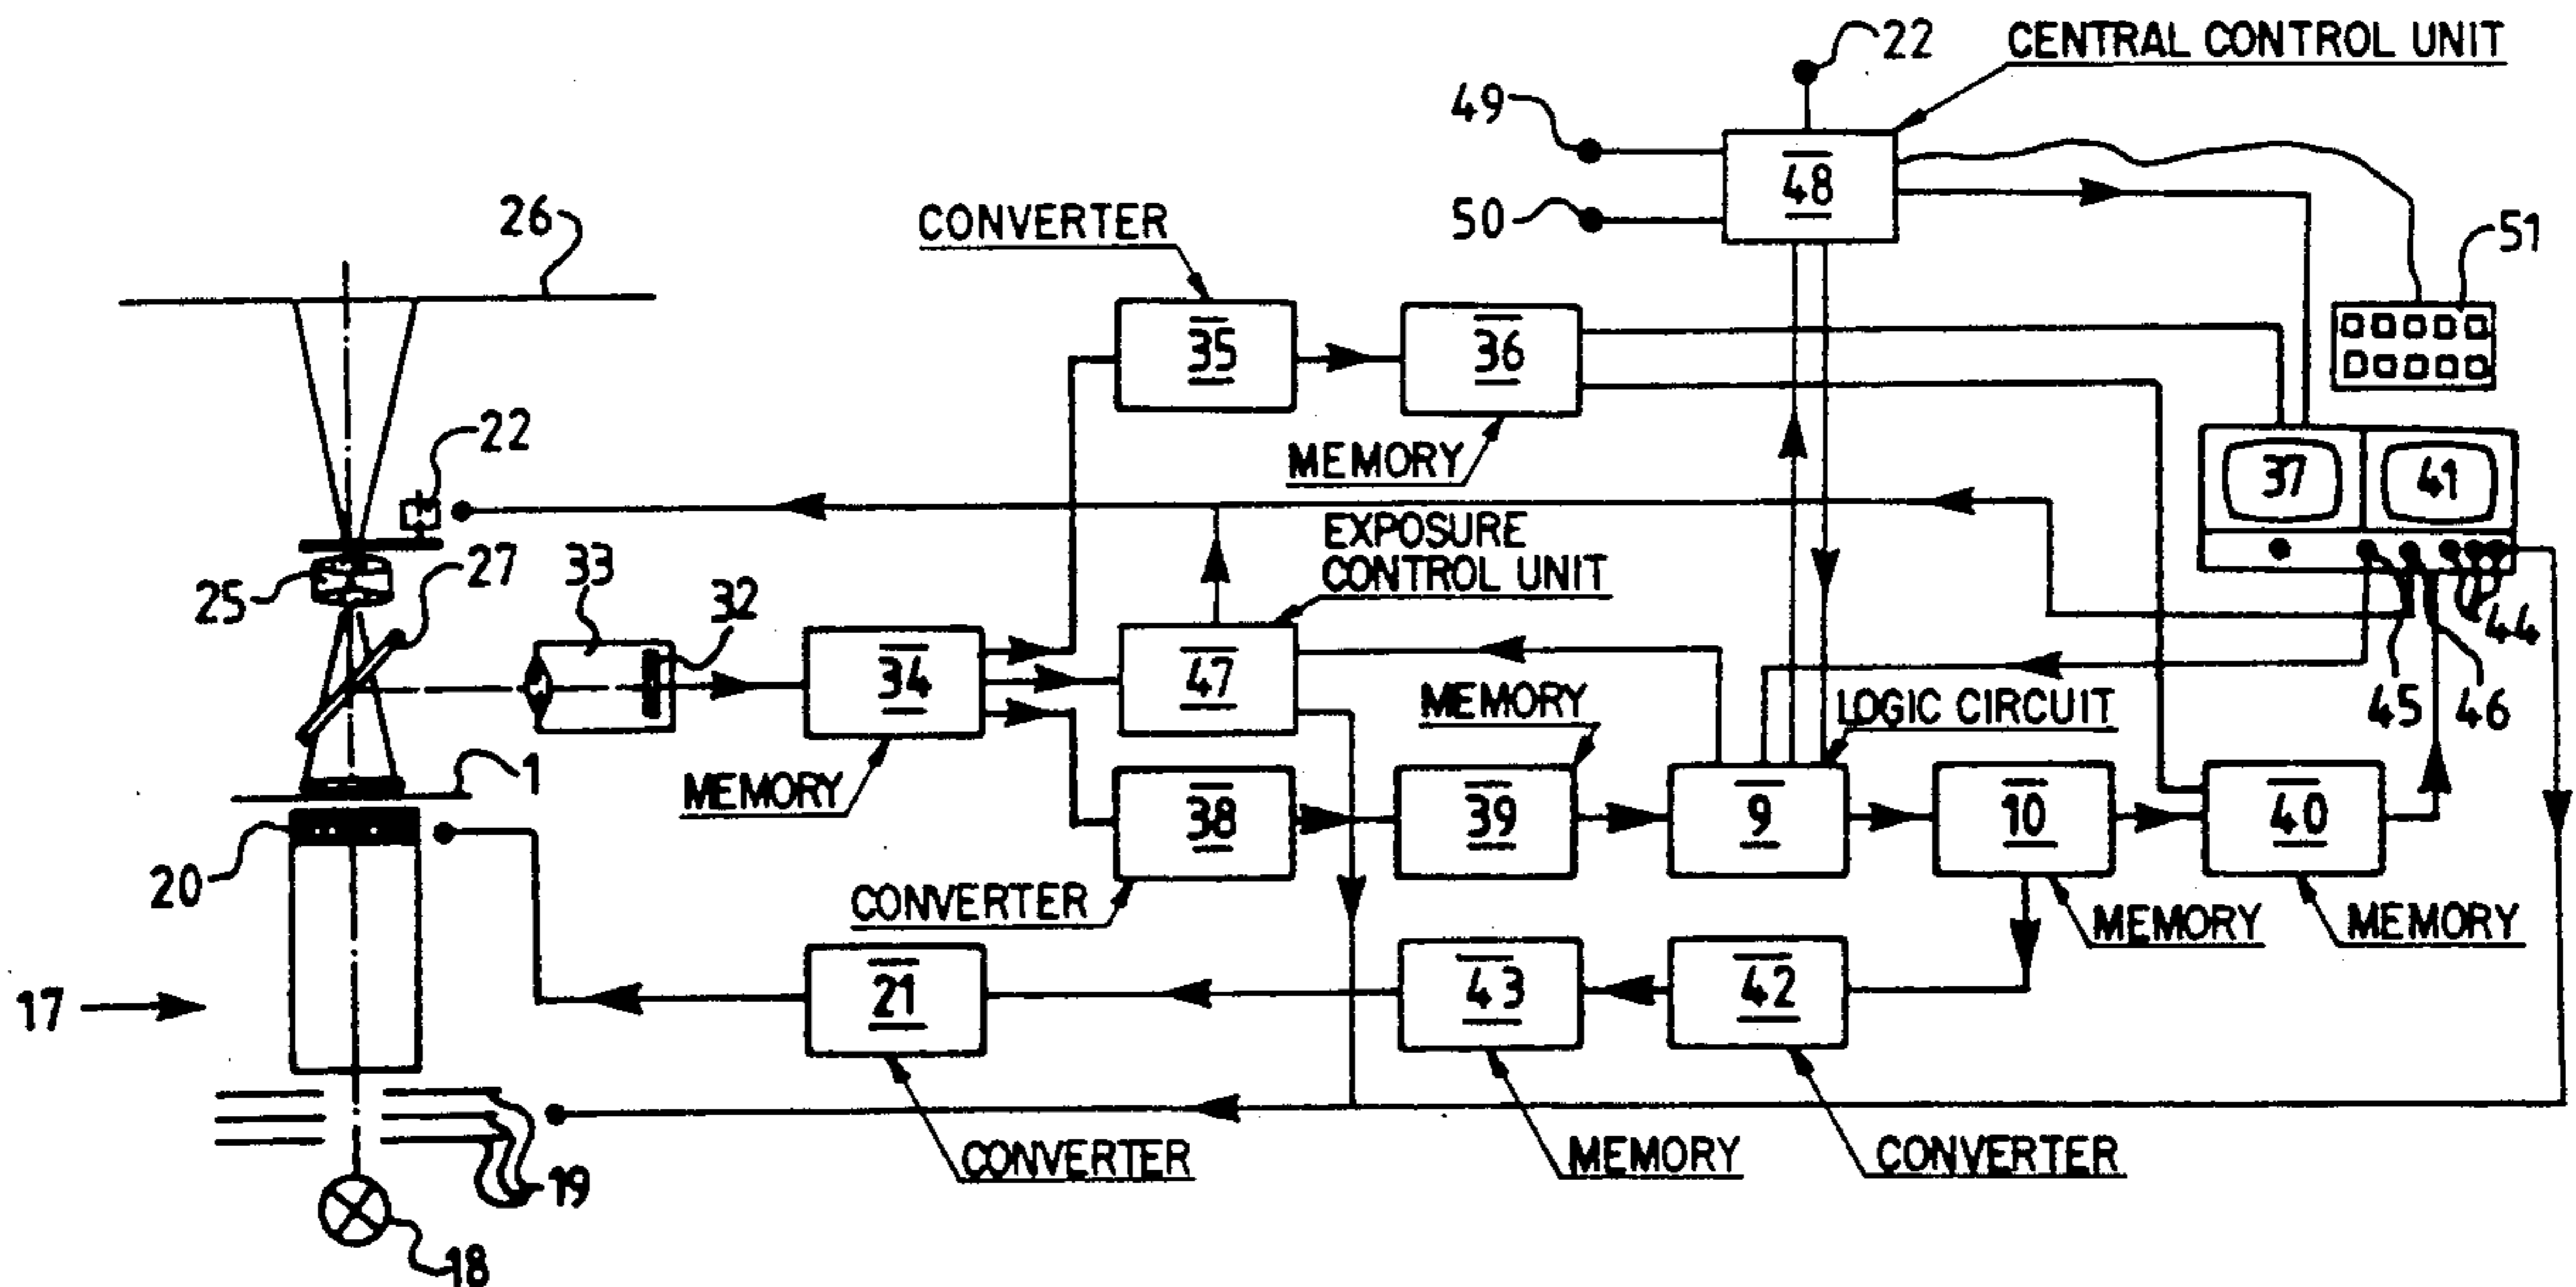 22
CENTRAL CONTROL UNIT
49
48
50
26
CONVERTER
51
35
36
MEMORY
22
37
41
EXPOSURE
CONTROL UNIT
25
27
33
32
44
34
47
MEMORY
45
46
LOGIC CIRCUIT
MEMORY
1
38
39
9
10
40
20
CONVERTER
MEMORY
MEMORY
17
21
43
42
19
CONVERTER
MEMORY
CONVERTER
18